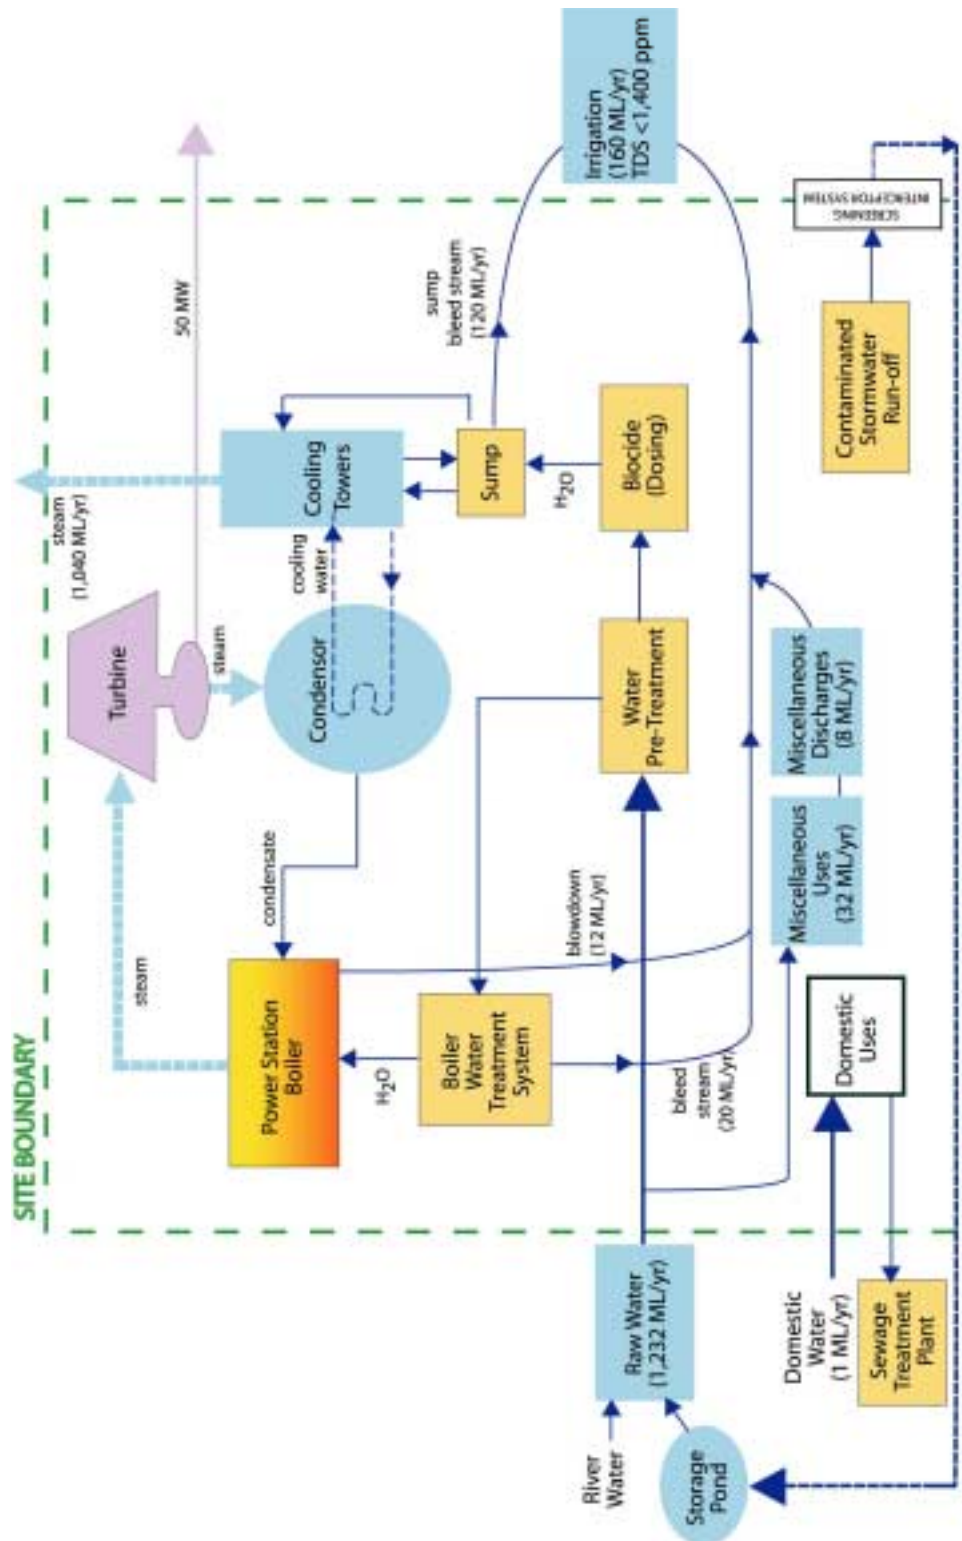 SITE BOUNDARY
steam
(1,040 ML/yr)
50 MW
Turbine
steam
steam
Power Station
Boiler
condensate
Condensor
cooling
water
Cooling
Towers
sump
bleed stream
(120 ML/yr)
Irrigation
(160 ML/yr)
TDS <1,400 ppm
H2O
Boiler
Water
Treatment
System
blowdown
(12 ML/yr)
Water
Pre-Treatment
Biocide
(Dosing)
H2O
Sump
River
Water
Raw Water
(1,232 ML/yr)
bleed
stream
(20 ML/yr)
Storage
Pond
Domestic
Water
(1 ML/yr)
Domestic
Uses
Sewage
Treatment
Plant
Miscellaneous
Uses
(32 ML/yr)
Miscellaneous
Discharges
(8 ML/yr)
Contaminated
Stormwater
Run-off
SCREENING
INTERCEPTOR SYSTEM